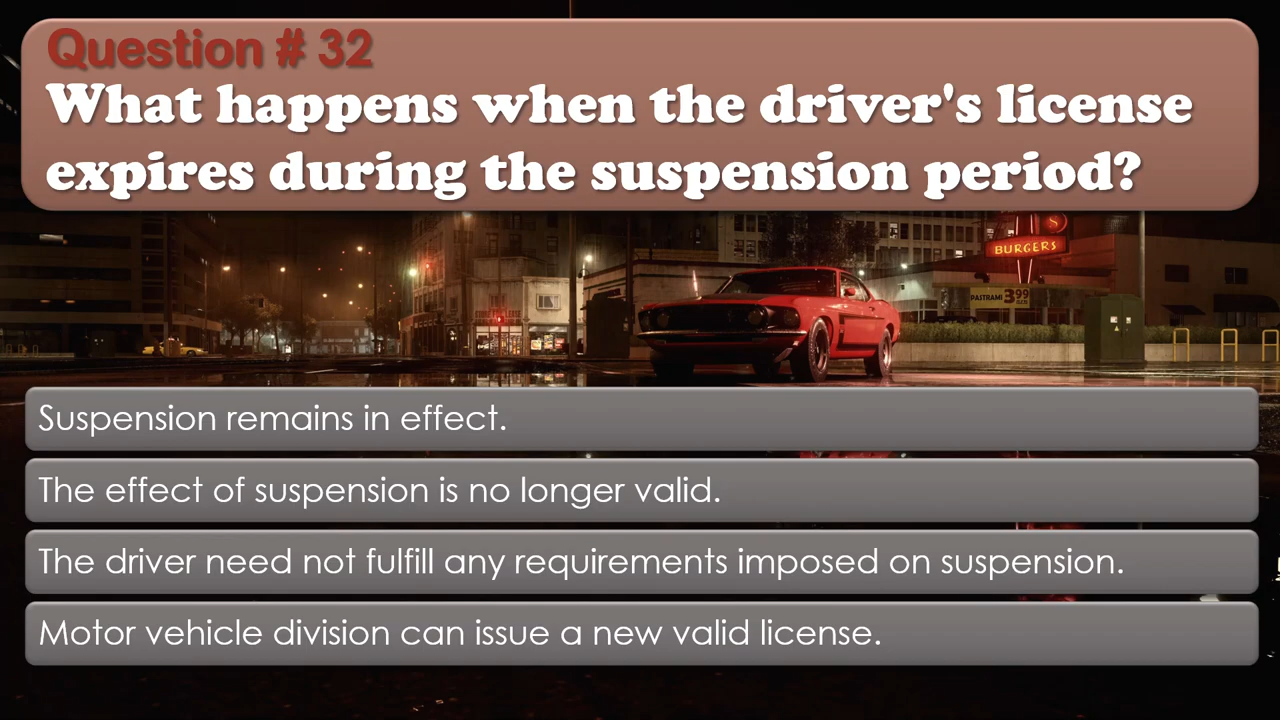 Question # 32
What happens when the driver's license
expires during the suspension period?
S
BURGERS
PASTRAMI 3.99
Suspension remains in effect.
The effect of suspension is no longer valid.
The driver need not fulfill any requirements imposed on suspension.
Motor vehicle division can issue a new valid license.